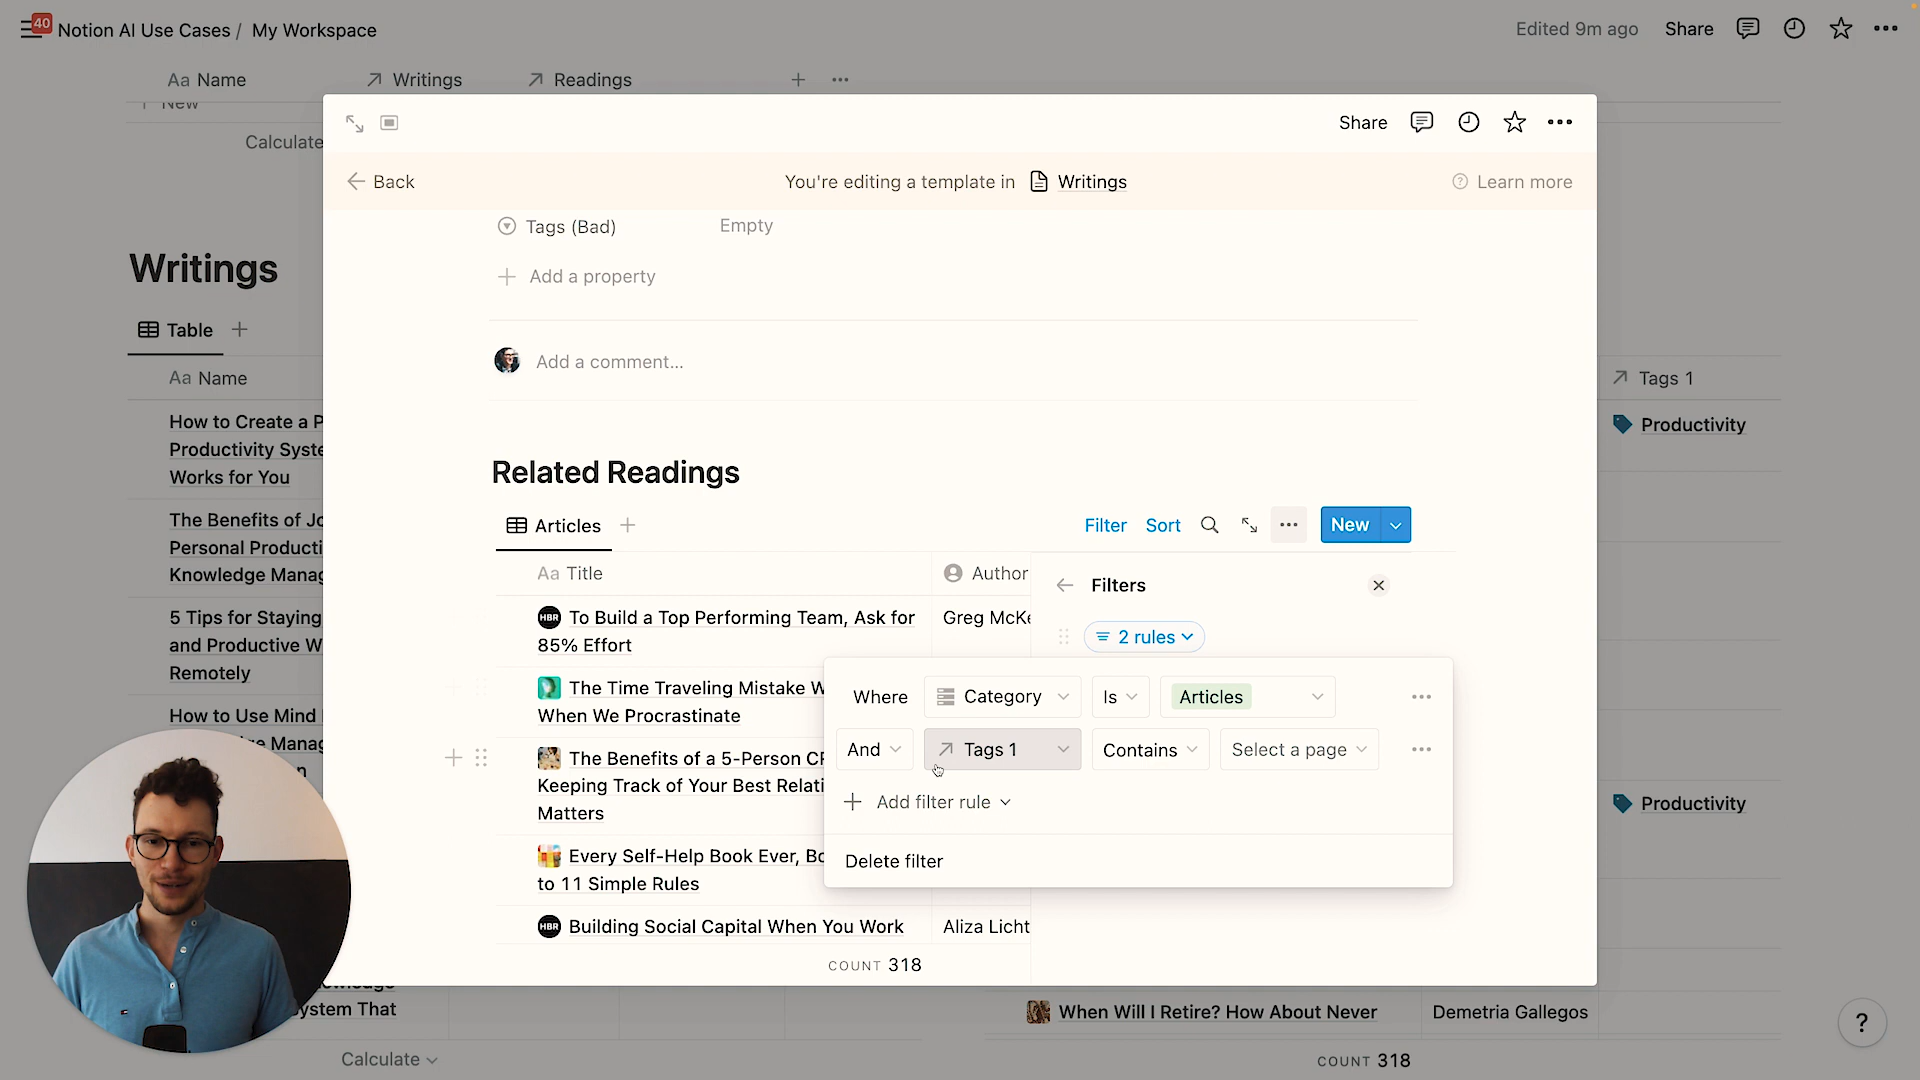 40
Notion AI Use Cases / My Workspace
Edited 9m ago
Share
Aa Name
Writings
Readings
New
Calculate
Share
Back
You're editing a template in Writings
Learn more
Tags (Bad)
Empty
Add a property
Add a comment...
Writings
Table
Aa Name
Tags 1
How to Create a P
Productivity Syste
Works for You
Productivity
The Benefits of Jo
Personal Producti
Knowledge Manag
5 Tips for Staying
and Productive W
Remotely
How to Use Mind
e Manag
n
Productivity
ystem That
Calculate
Related Readings
Articles
Filter
Sort
New
Aa Title
Author
HBR To Build a Top Performing Team, Ask for
85% Effort
Greg McKe
The Time Traveling Mistake W
When We Procrastinate
The Benefits of a 5-Person CR
Keeping Track of Your Best Relati
Matters
Every Self-Help Book Ever, Bo
to 11 Simple Rules
HBR Building Social Capital When You Work
Aliza Licht
COUNT 318
Filters
2 rules
Where Category Is Articles
And Tags 1 Contains Select a page
Add filter rule
Delete filter
When Will I Retire? How About Never
Demetria Gallegos
COUNT 318
?